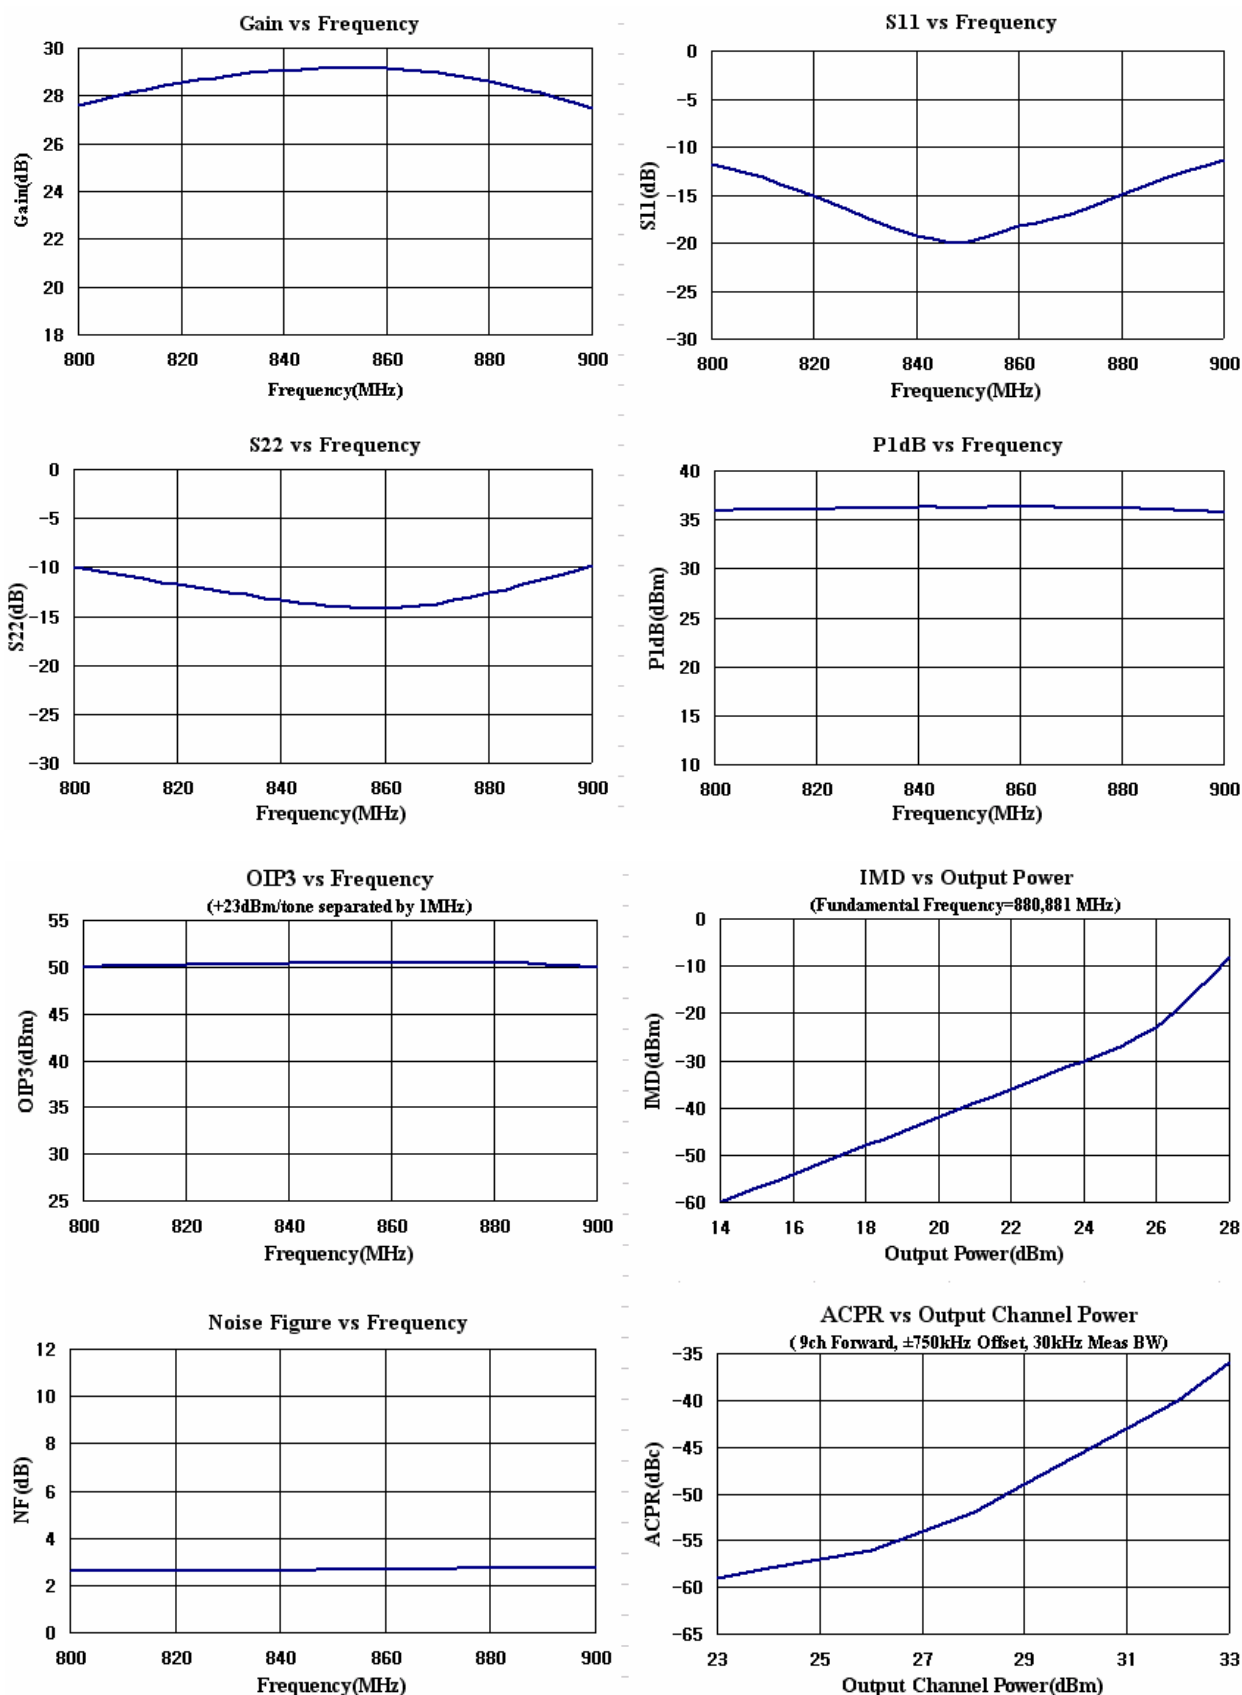 Gain vs Frequency
30
28
26
24
22
20
18
Gain(dB)
800 820 840 860 880 900
Frequency(MHz)
S11 vs Frequency
0
-5
-10
-15
-20
-25
-30
S11(dB)
800 820 840 860 880 900
Frequency(MHz)
S22 vs Frequency
0
-5
-10
-15
-20
-25
-30
S22(dB)
800 820 840 860 880 900
Frequency(MHz)
P1dB vs Frequency
40
35
30
25
20
15
10
P1dB(dBm)
800 820 840 860 880 900
Frequency(MHz)
OIP3 vs Frequency
(+23dBm/tone separated by 1MHz)
55
50
45
40
35
30
25
OIP3(dBm)
800 820 840 860 880 900
Frequency(MHz)
IMD vs Output Power
(Fundamental Frequency=880,881 MHz)
0
-10
-20
-30
-40
-50
-60
IMD(dBm)
14 16 18 20 22 24 26 28
Output Power(dBm)
Noise Figure vs Frequency
12
10
8
6
4
2
0
NF(dB)
800 820 840 860 880 900
Frequency(MHz)
ACPR vs Output Channel Power
( 9ch Forward, ±750kHz Offset, 30kHz Meas BW)
-35
-40
-45
-50
-55
-60
-65
ACPR(dBc)
23 25 27 29 31 33
Output Channel Power(dBm)